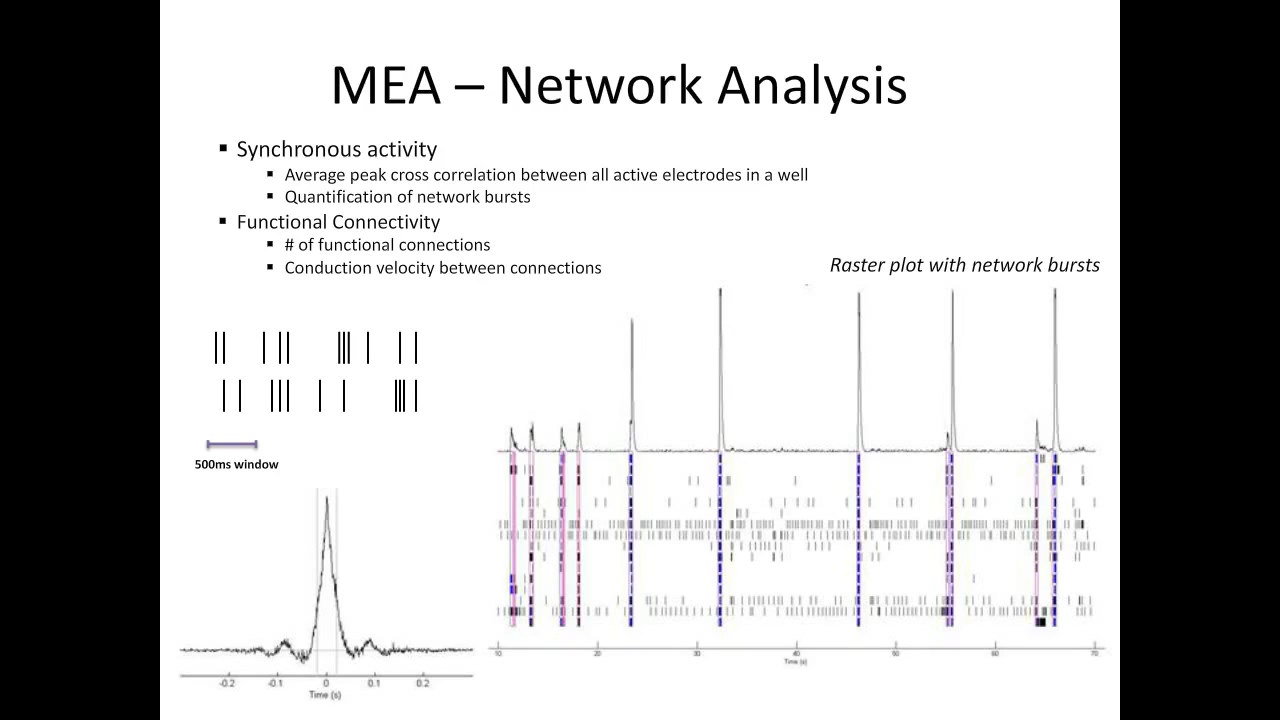 MEA – Network Analysis
▪ Synchronous activity
▪ Average peak cross correlation between all active electrodes in a well
▪ Quantification of network bursts
▪ Functional Connectivity
▪ # of functional connections
▪ Conduction velocity between connections
Raster plot with network bursts
500ms window
-0.2 -0.1 0 0.1 0.2
Time (s)
10 20 30 40 50 60 70
Time (s)